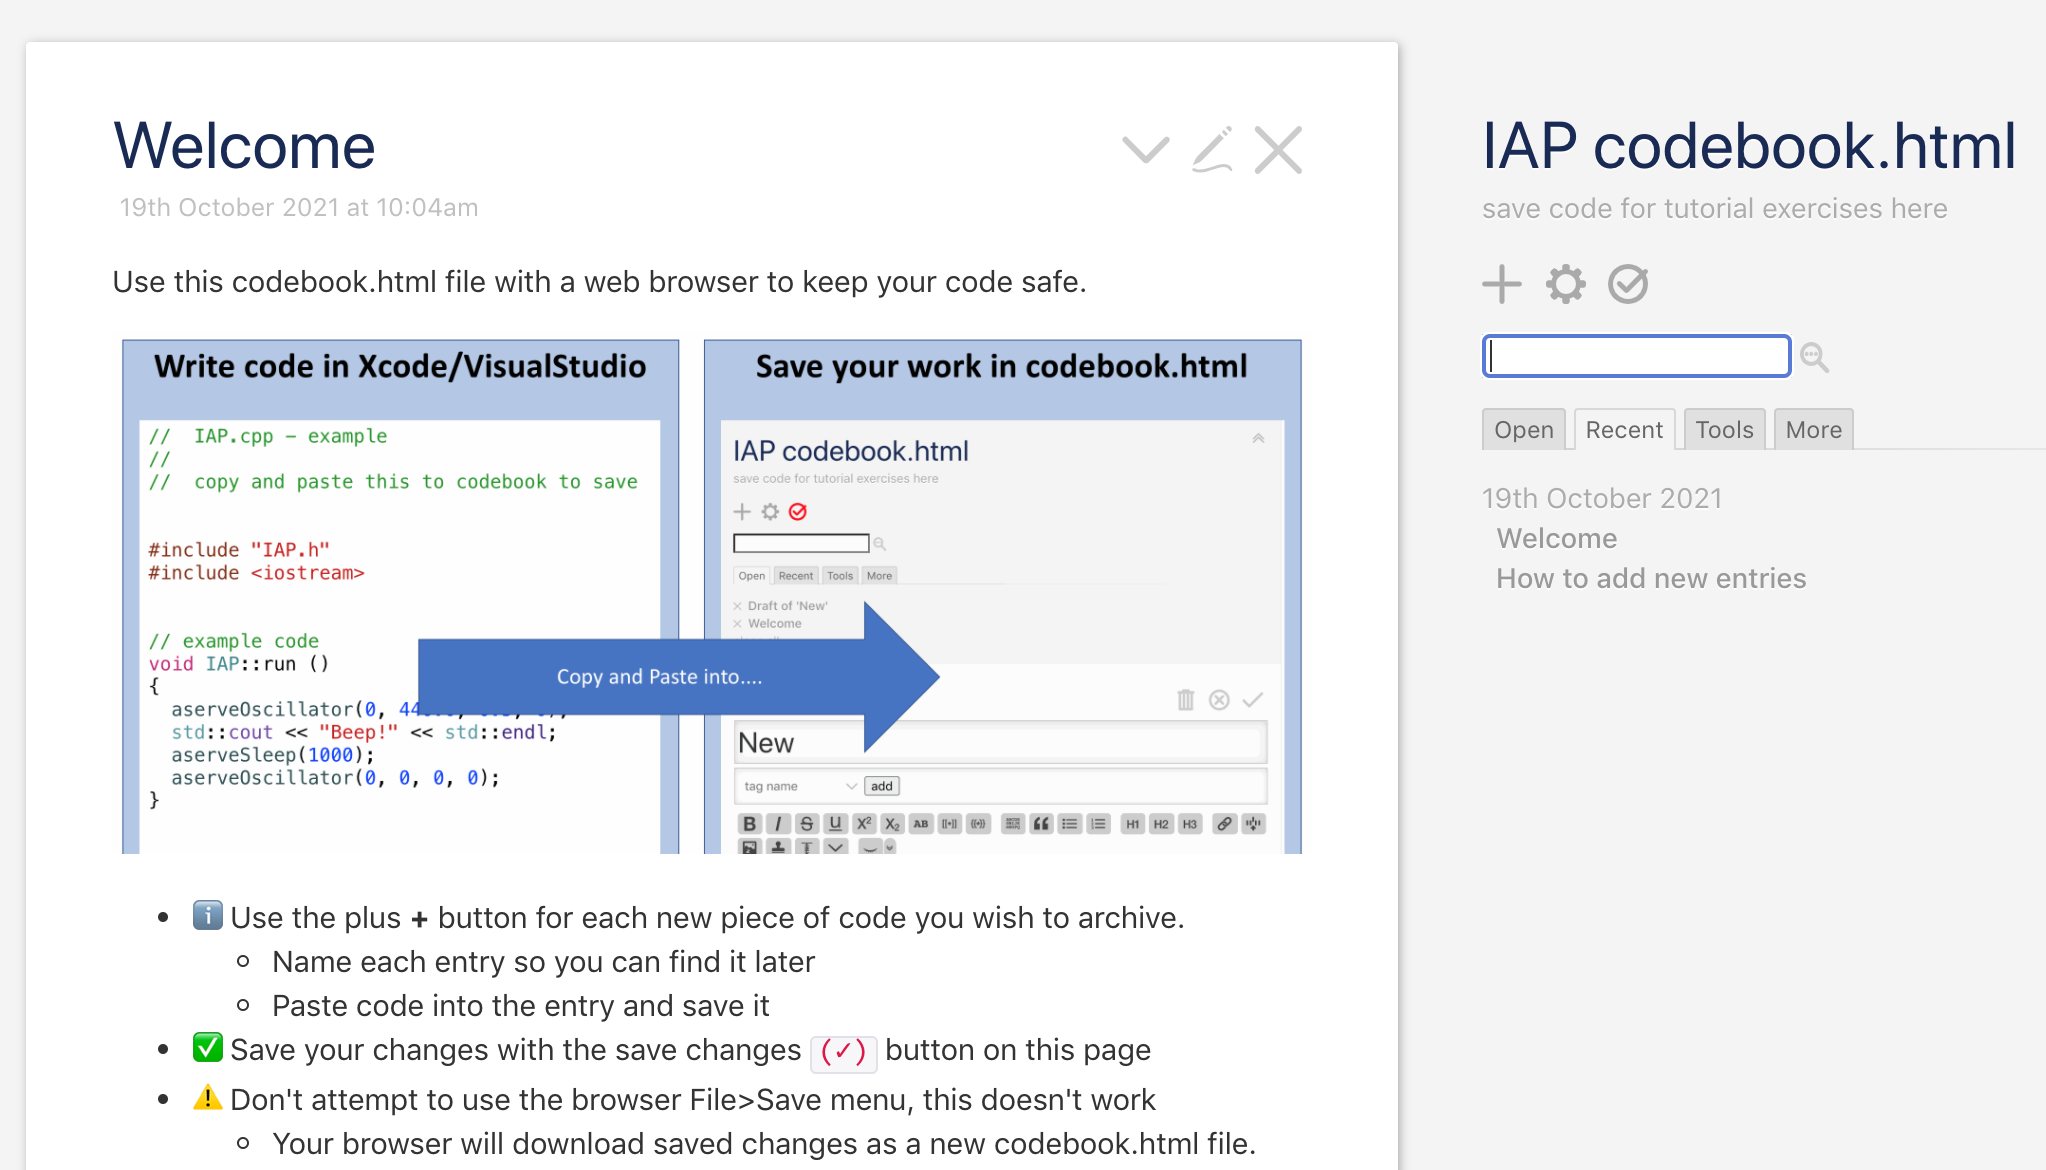 Welcome
19th October 2021 at 10:04am
Use this codebook.html file with a web browser to keep your code safe.
Write code in Xcode/VisualStudio
// IAP.cpp – example
//
// copy and paste this to codebook to save
#include "IAP.h"
#include <iostream>
// example code
void IAP::run ()
{
aserveOscillator(0, 44
std::cout << "Beep!" << std::endl;
aserveSleep(1000);
aserveOscillator(0, 0, 0, 0);
}
Copy and Paste into....
Save your work in codebook.html
IAP codebook.html
save code for tutorial exercises here
Open Recent Tools More
× Draft of 'New'
× Welcome
New
tag name add
B I S U X² X₂ AB [[•]] {{•}} “ H1 H2 H3
T
• ℹ️ Use the plus + button for each new piece of code you wish to archive.
◦ Name each entry so you can find it later
◦ Paste code into the entry and save it
• ✅ Save your changes with the save changes (✓) button on this page
• ⚠️ Don't attempt to use the browser File>Save menu, this doesn't work
◦ Your browser will download saved changes as a new codebook.html file.
IAP codebook.html
save code for tutorial exercises here
Open Recent Tools More
19th October 2021
Welcome
How to add new entries